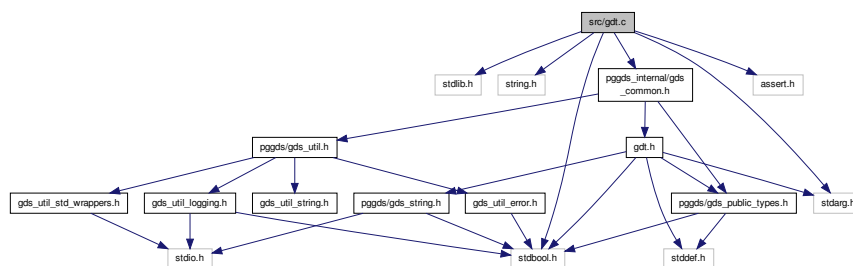 src/gdt.c
stdlib.h
string.h
pggds_internal/gds
_common.h
assert.h
pggds/gds_util.h
gdt.h
gds_util_std_wrappers.h
gds_util_logging.h
gds_util_string.h
pggds/gds_string.h
gds_util_error.h
pggds/gds_public_types.h
stdarg.h
stdio.h
stdbool.h
stddef.h